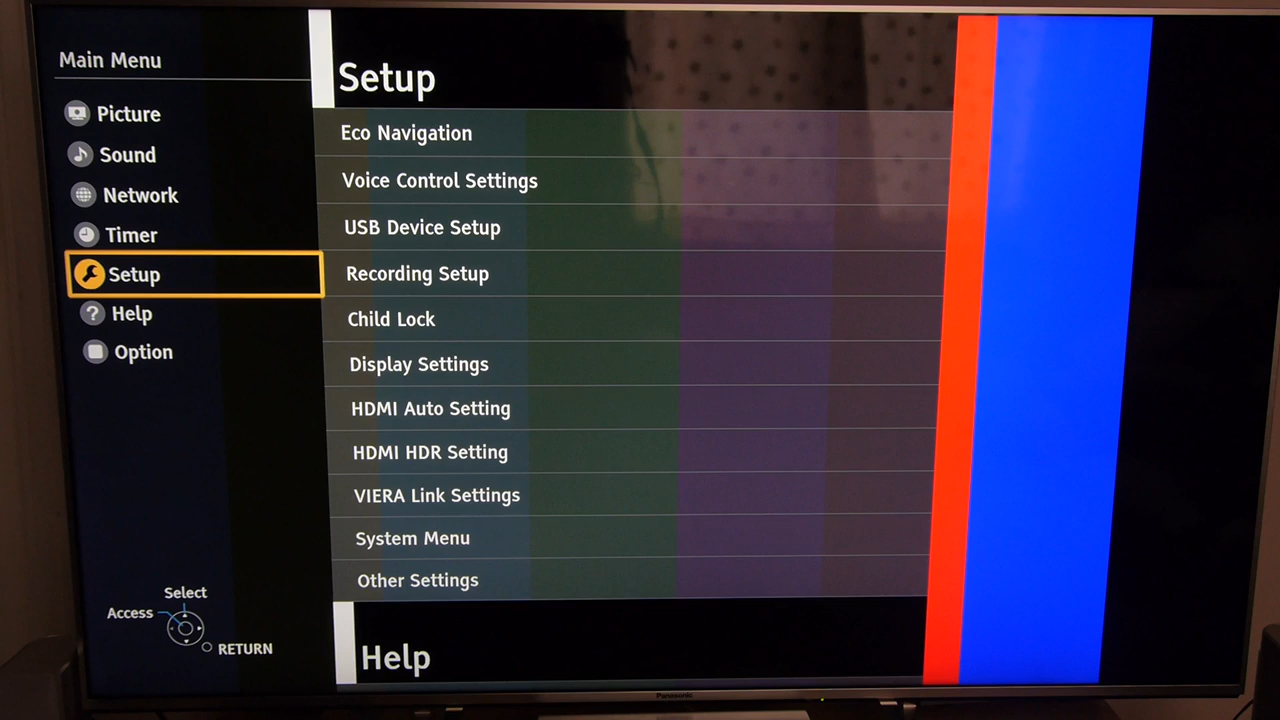 Main Menu
Picture
Sound
Network
Timer
Setup
Help
Option
Select
Access
RETURN
Setup
Eco Navigation
Voice Control Settings
USB Device Setup
Recording Setup
Child Lock
Display Settings
HDMI Auto Setting
HDMI HDR Setting
VIERA Link Settings
System Menu
Other Settings
Help
Panasonic